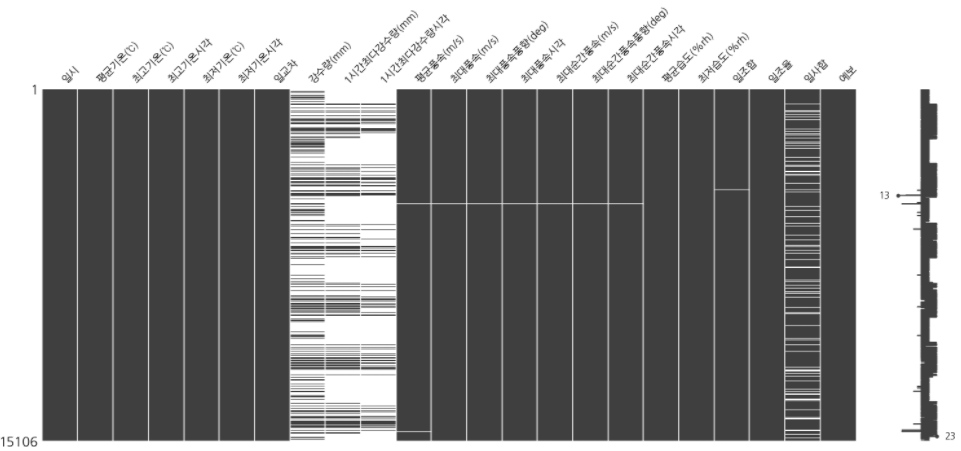 일시
평균기온(℃)
최고기온(℃)
최고기온시각
최저기온(℃)
최저기온시각
일교차
강수량(mm)
1시간최다강수량(mm)
1시간최다강수량시각
평균풍속(m/s)
최대풍속(m/s)
최대풍속풍향(deg)
최대풍속시각
최대순간풍속(m/s)
최대순간풍속풍향(deg)
최대순간풍속시각
평균습도(%rh)
최저습도(%rh)
일조합
일조율
일사합
예보
1
13
15106
23